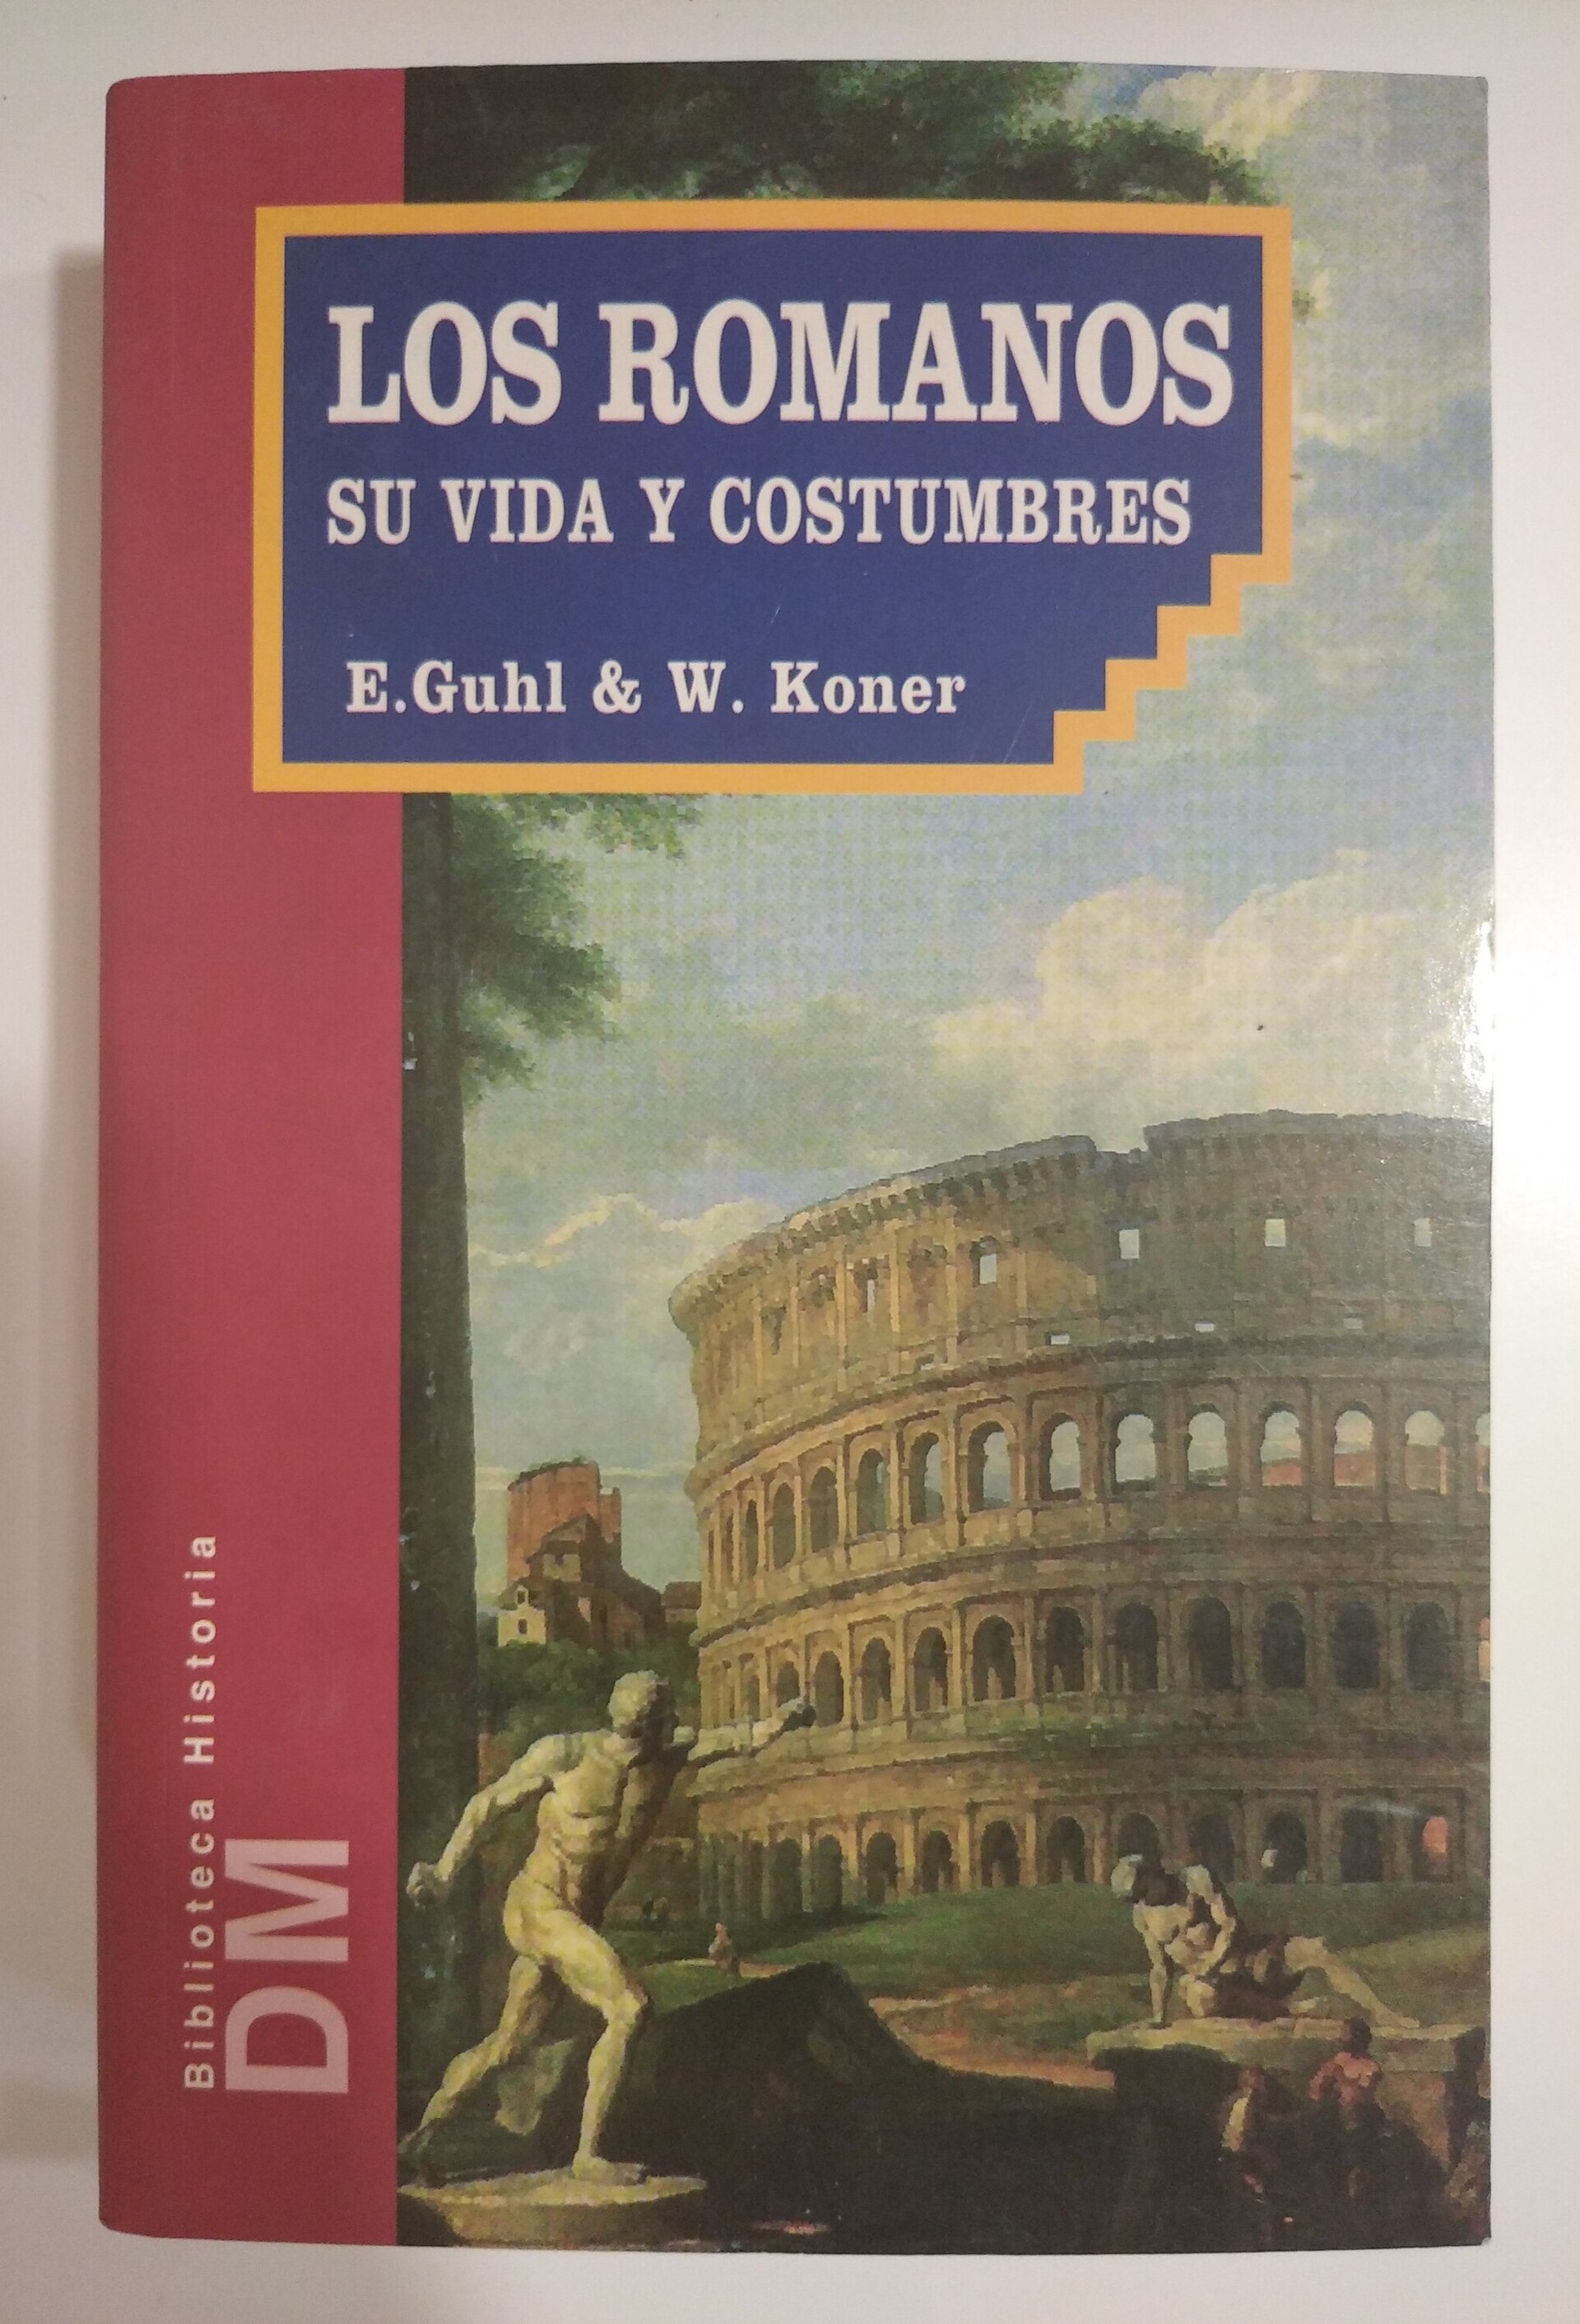 LOS ROMANOS
SU VIDA Y COSTUMBRES
E.Guhl & W. Koner
Biblioteca Historia
DM